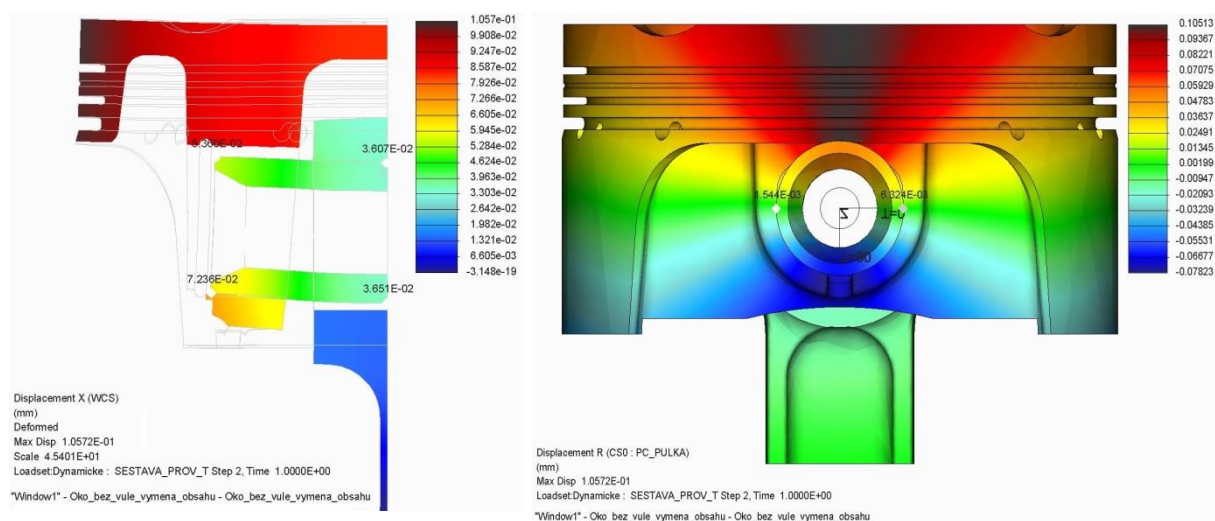 1.057e-01
9.908e-02
9.247e-02
8.587e-02
7.926e-02
7.266e-02
6.605e-02
5.945e-02
5.284e-02
4.624e-02
3.963e-02
3.303e-02
2.642e-02
1.982e-02
1.321e-02
6.605e-03
-3.148e-19
3.607E-02
7.236E-02
3.651E-02
Displacement X (WCS)
(mm)
Deformed
Max Disp 1.0572E-01
Scale 4.5401E+01
Loadset:Dynamicke : SESTAVA_PROV_T Step 2, Time 1.0000E+00
"Window1" - Oko_bez_vule_vymena_obsahu - Oko_bez_vule_vymena_obsahu
0.10513
0.09367
0.08221
0.07075
0.05929
0.04783
0.03637
0.02491
0.01345
0.00199
-0.00947
-0.02093
-0.03239
-0.04385
-0.05531
-0.06677
-0.07823
1.544E-03
6.324E-03
Displacement R (CS0 : PC_PULKA)
(mm)
Max Disp 1.0572E-01
Loadset:Dynamicke : SESTAVA_PROV_T Step 2, Time 1.0000E+00
"Window1" - Oko_bez_vule_vymena_obsahu - Oko_bez_vule_vymena_obsahu